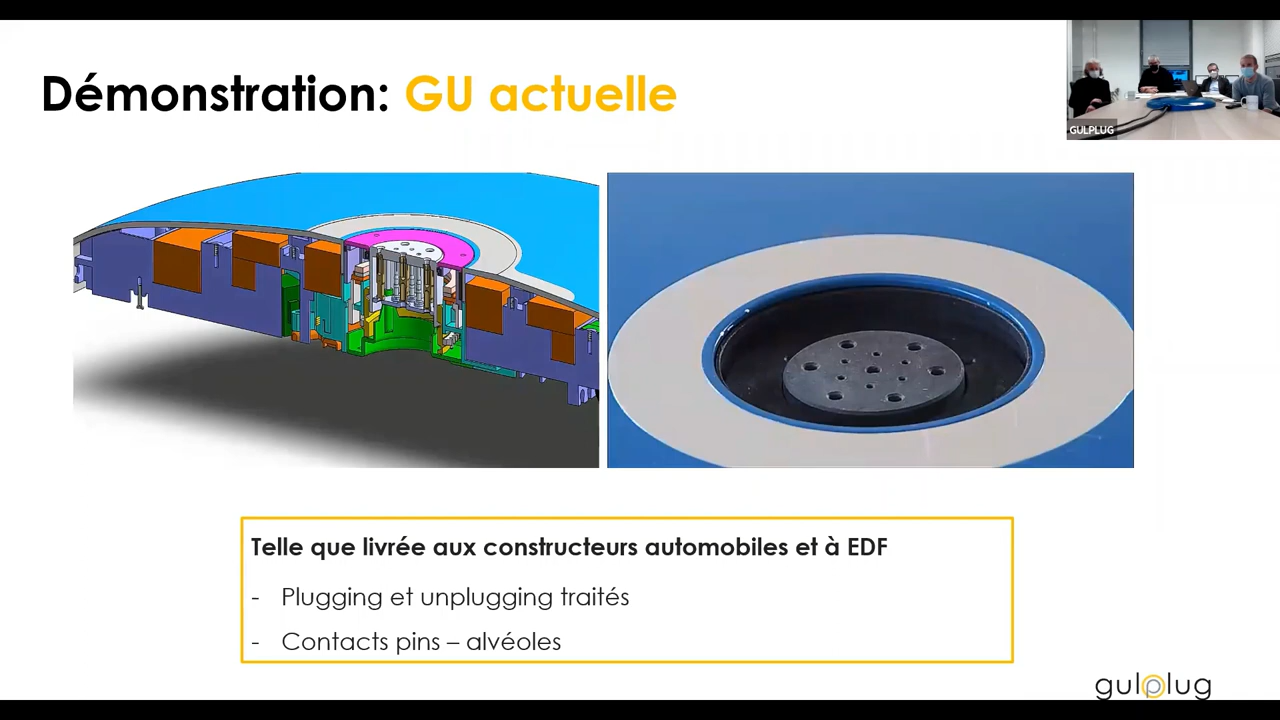 Démonstration: GU actuelle
GULPLUG
Telle que livrée aux constructeurs automobiles et à EDF
- Plugging et unplugging traités
- Contacts pins – alvéoles
gulplug